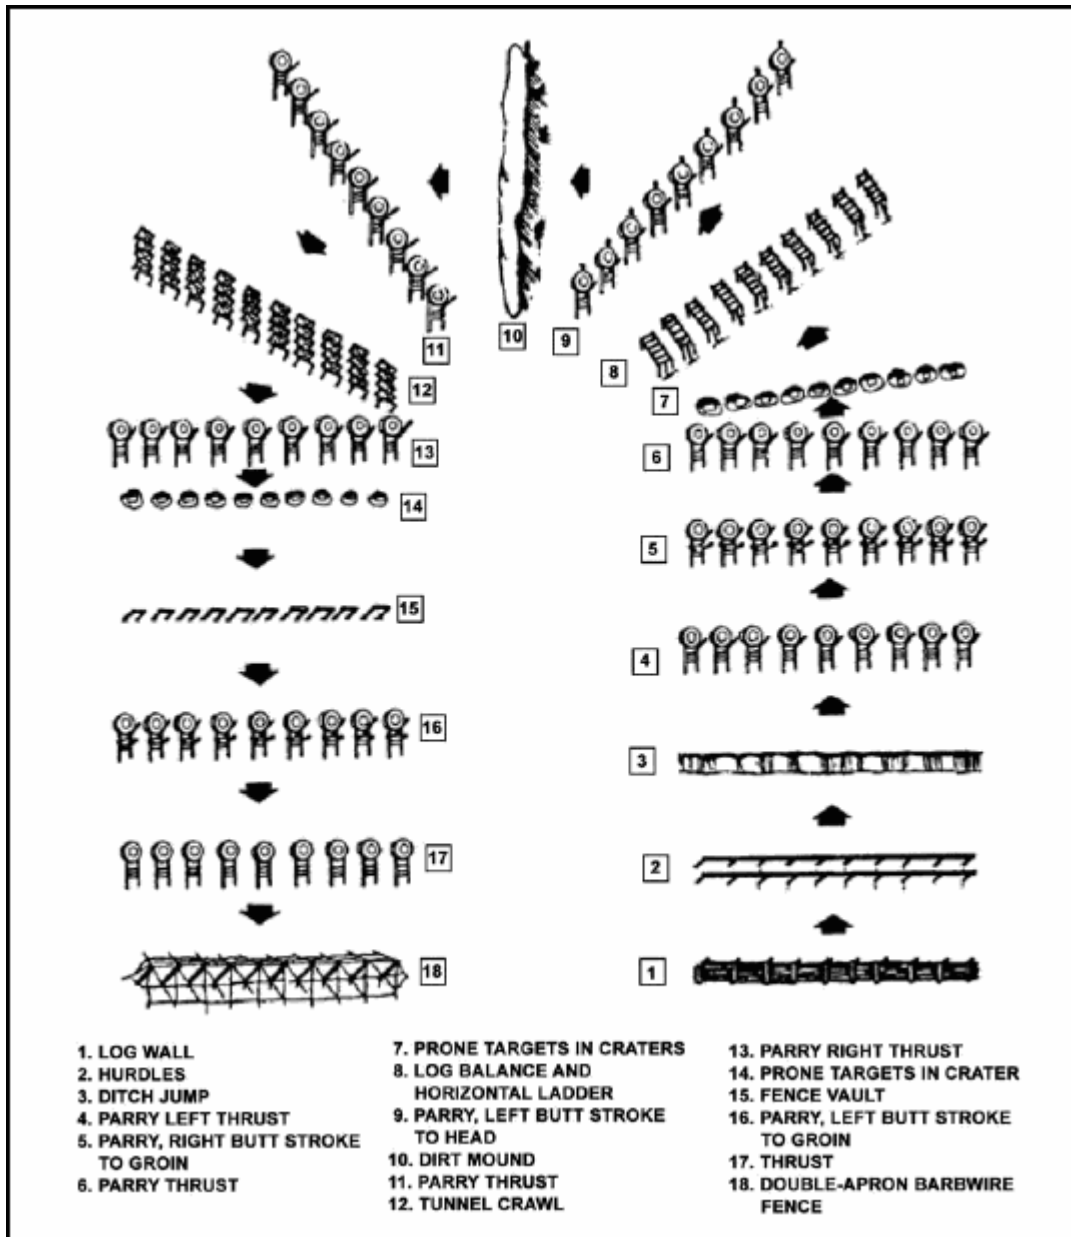 10
9
11
8
12
7
13
6
14
5
15
4
16
3
17
2
18
1
1. LOG WALL
2. HURDLES
3. DITCH JUMP
4. PARRY LEFT THRUST
5. PARRY, RIGHT BUTT STROKE
TO GROIN
6. PARRY THRUST
7. PRONE TARGETS IN CRATERS
8. LOG BALANCE AND
HORIZONTAL LADDER
9. PARRY, LEFT BUTT STROKE
TO HEAD
10. DIRT MOUND
11. PARRY THRUST
12. TUNNEL CRAWL
13. PARRY RIGHT THRUST
14. PRONE TARGETS IN CRATER
15. FENCE VAULT
16. PARRY, LEFT BUTT STROKE
TO GROIN
17. THRUST
18. DOUBLE-APRON BARBWIRE
FENCE